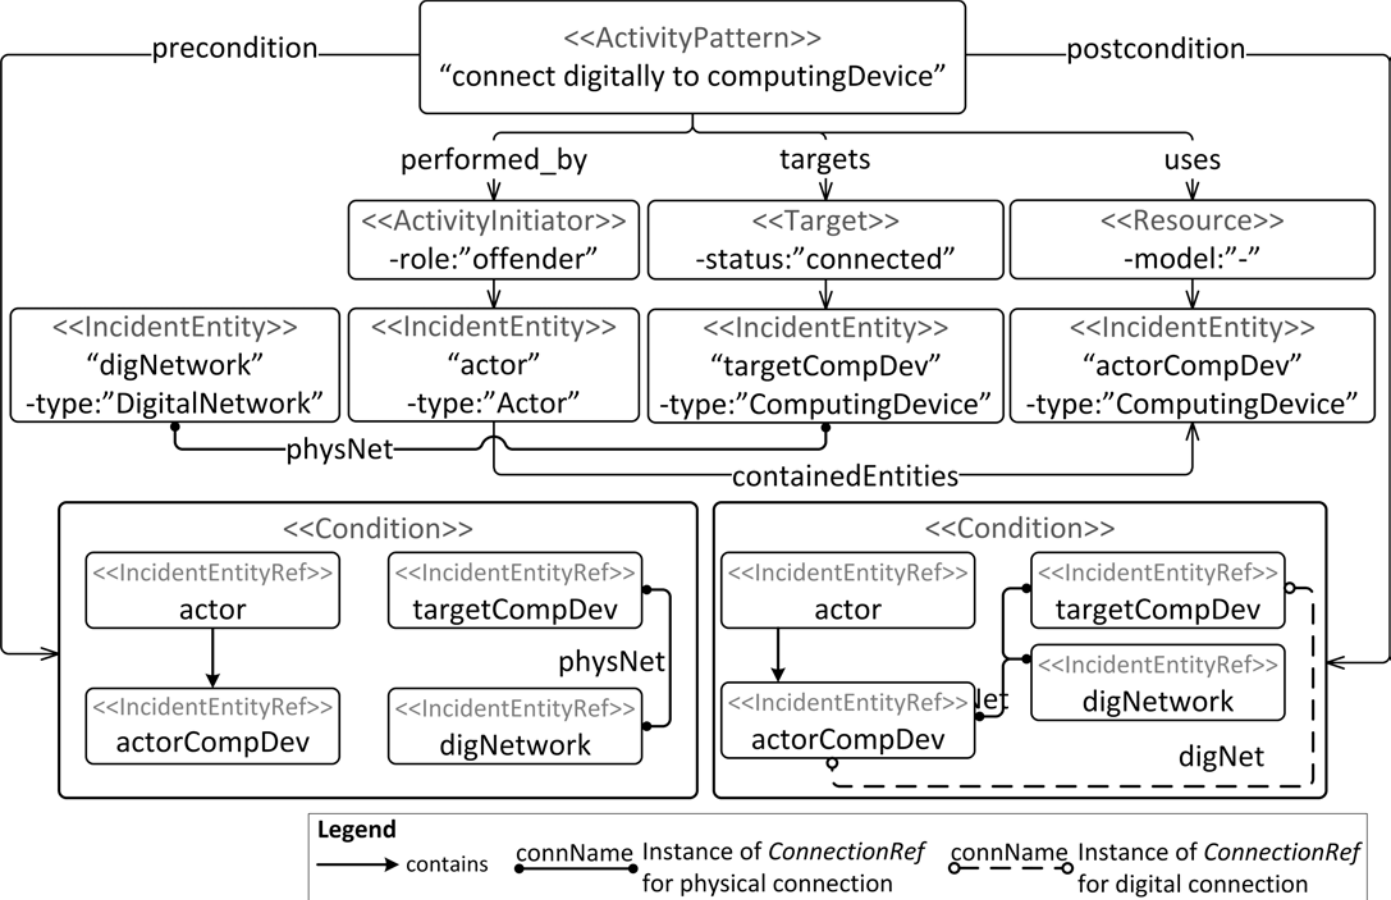 precondition
<<ActivityPattern>>
“connect digitally to computingDevice”
postcondition
performed_by
targets
uses
<<ActivityInitiator>>
-role:”offender”
<<Target>>
-status:”connected”
<<Resource>>
-model:”-”
<<IncidentEntity>>
“digNetwork”
-type:”DigitalNetwork”
<<IncidentEntity>>
“actor”
-type:”Actor”
<<IncidentEntity>>
“targetCompDev”
-type:”ComputingDevice”
<<IncidentEntity>>
“actorCompDev”
-type:”ComputingDevice”
physNet
containedEntities
<<Condition>>
<<IncidentEntityRef>>
actor
<<IncidentEntityRef>>
targetCompDev
physNet
<<IncidentEntityRef>>
actorCompDev
<<IncidentEntityRef>>
digNetwork
<<Condition>>
<<IncidentEntityRef>>
actor
<<IncidentEntityRef>>
targetCompDev
<<IncidentEntityRef>>
digNetwork
<<IncidentEntityRef>>
actorCompDev
digNet
Legend
contains
connName
Instance of ConnectionRef
for physical connection
connName
Instance of ConnectionRef
for digital connection